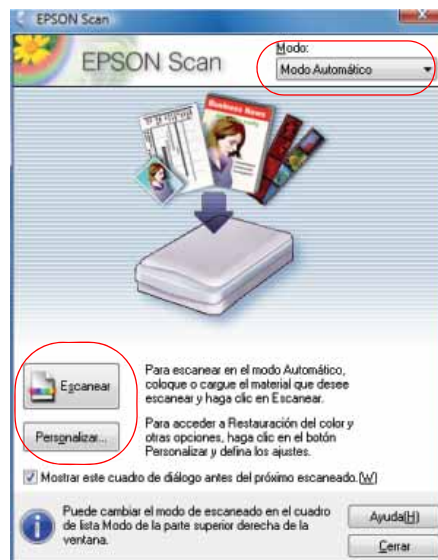 EPSON Scan
EPSON Scan
Modo:
Modo Automático
Business News
Escanear
Para escanear en el modo Automático,
coloque o cargue el material que desee
escanear y haga clic en Escanear.
Personalizar...
Para acceder a Restauración del color y
otras opciones, haga clic en el botón
Personalizar y defina los ajustes.
Mostrar este cuadro de diálogo antes del próximo escaneado.(W)
Puede cambiar el modo de escaneado en el cuadro
de lista Modo de la parte superior derecha de la
ventana.
Ayuda(H)
Cerrar